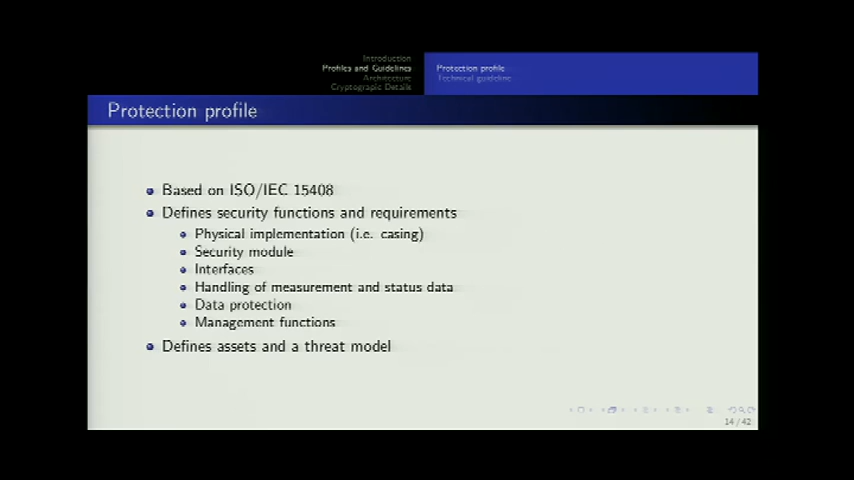 Introduction
Profiles and Guidelines
Architecture
Cryptograpic Details
Protection profile
Technical guideline
Protection profile
Based on ISO/IEC 15408
Defines security functions and requirements
Physical implementation (i.e. casing)
Security module
Interfaces
Handling of measurement and status data
Data protection
Management functions
Defines assets and a threat model
14 / 42